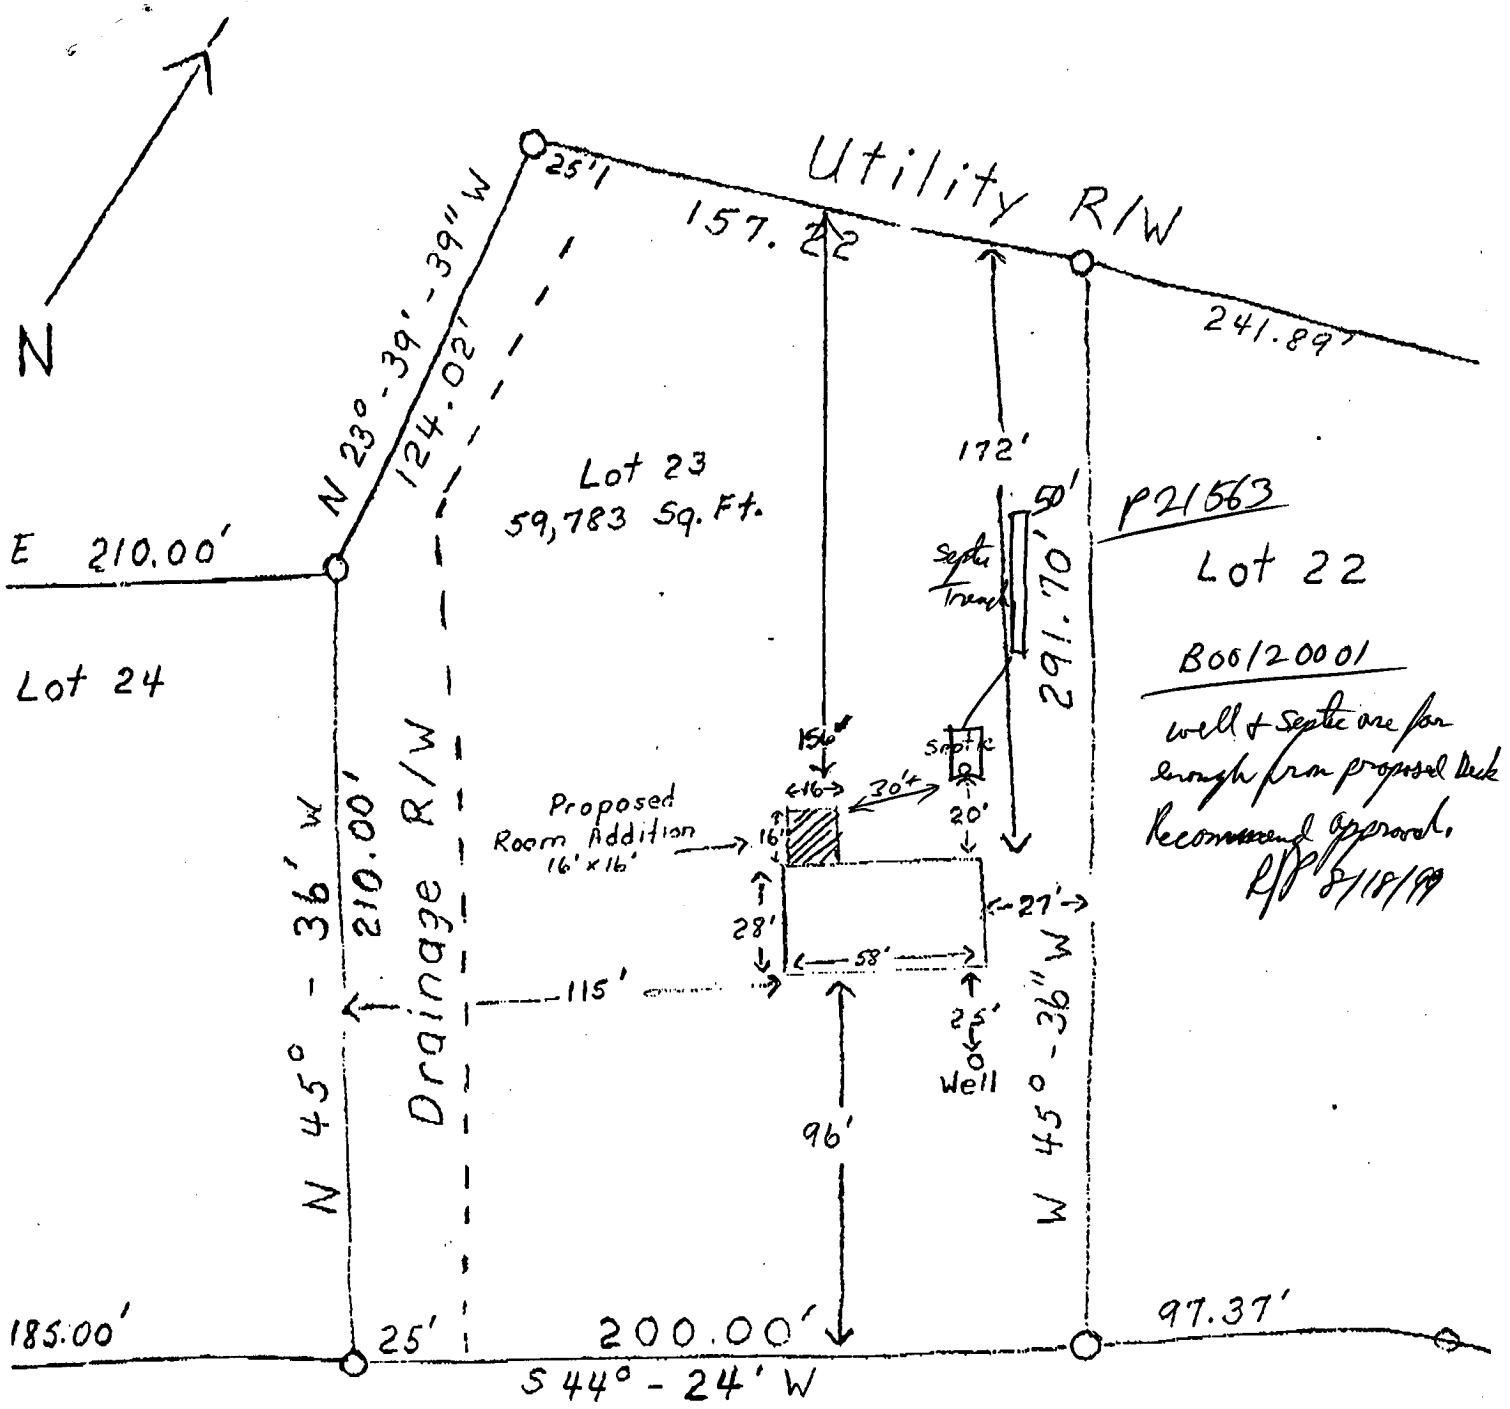 N
Utility R/W
25'
157.22
241.89'
N 23° - 39' - 39" W
124.02'
172'
Lot 23
59,783 Sq. Ft.
50'
P21563
E 210.00'
Septic
Trench
291.70'
Lot 22
Lot 24
B00120001
well & septic are far
enough from proposed Deck
Recommend approval.
8/18/99
156'
Septic
16
30'+
20'
Proposed
Room Addition
16' x 16'
16'
28'
58'
27'
N 45° - 36' W
210.00'
Drainage R/W
115'
25'
Well
W 45° - 36" W
96'
185.00'
25'
200.00'
S 44° - 24' W
97.37'